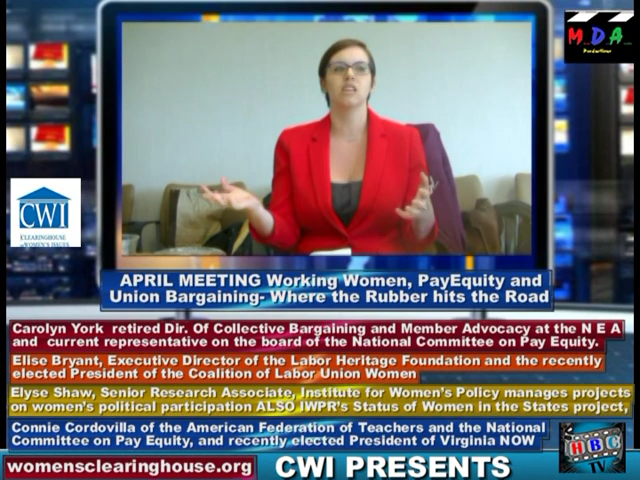 M D A
Productions
CWI
CLEARINGHOUSE
on WOMEN'S ISSUES
APRIL MEETING Working Women, PayEquity and
Union Bargaining- Where the Rubber hits the Road
Carolyn York retired Dir. Of Collective Bargaining and Member Advocacy at the N E A
and current representative on the board of the National Committee on Pay Equity.
Elise Bryant, Executive Director of the Labor Heritage Foundation and the recently
elected President of the Coalition of Labor Union Women
Elyse Shaw, Senior Research Associate, Institute for Women's Policy manages projects
on women's political participation ALSO IWPR's Status of Women in the States project,
Connie Cordovilla of the American Federation of Teachers and the National
Committee on Pay Equity, and recently elected President of Virginia NOW
HBC
TV
womensclearinghouse.org
CWI PRESENTS